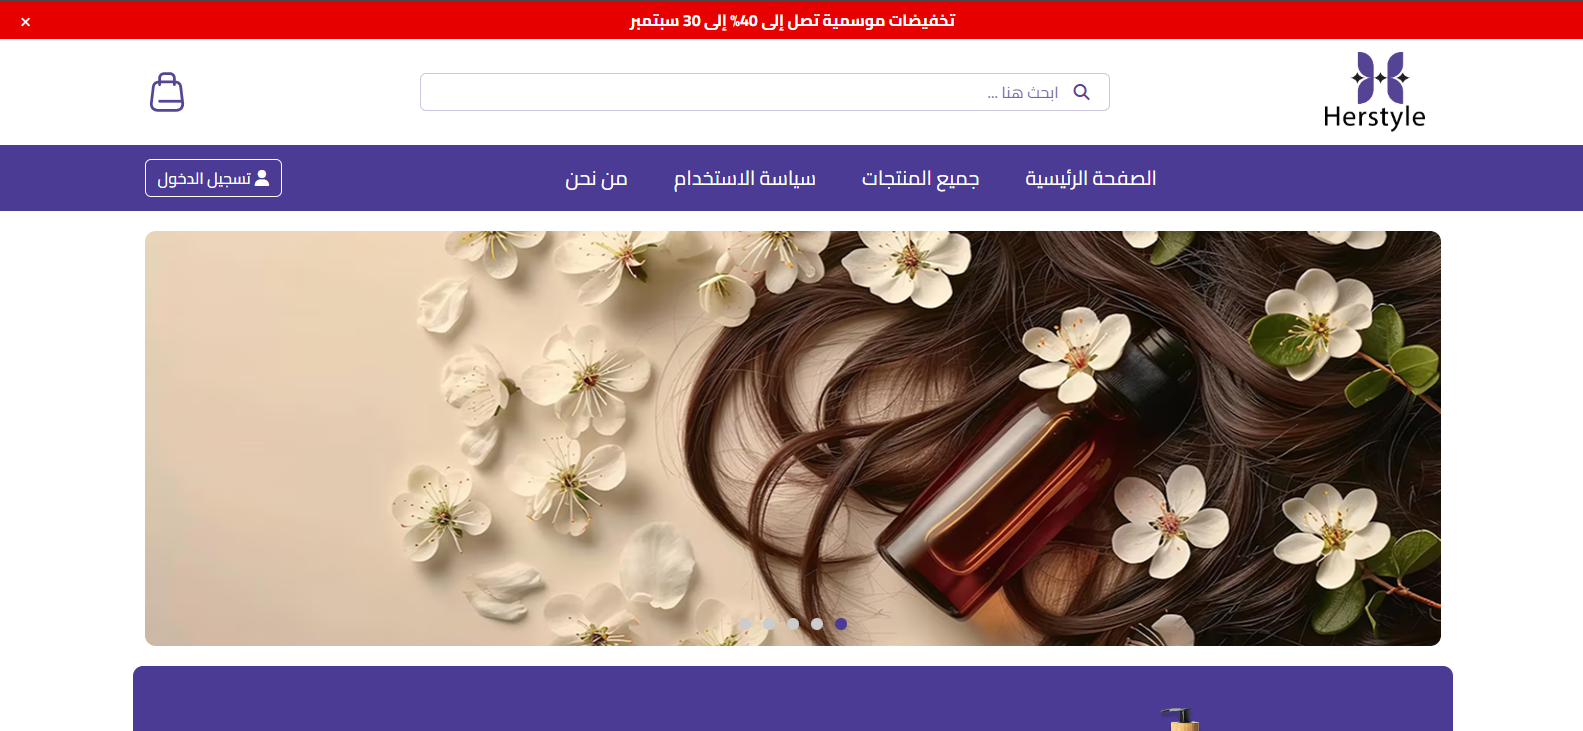 تخفيضات موسمية تصل إلى 40% إلى 30 سبتمبر
Herstyle
ابحث هنا ...
الصفحة الرئيسية
جميع المنتجات
سياسة الاستخدام
من نحن
تسجيل الدخول